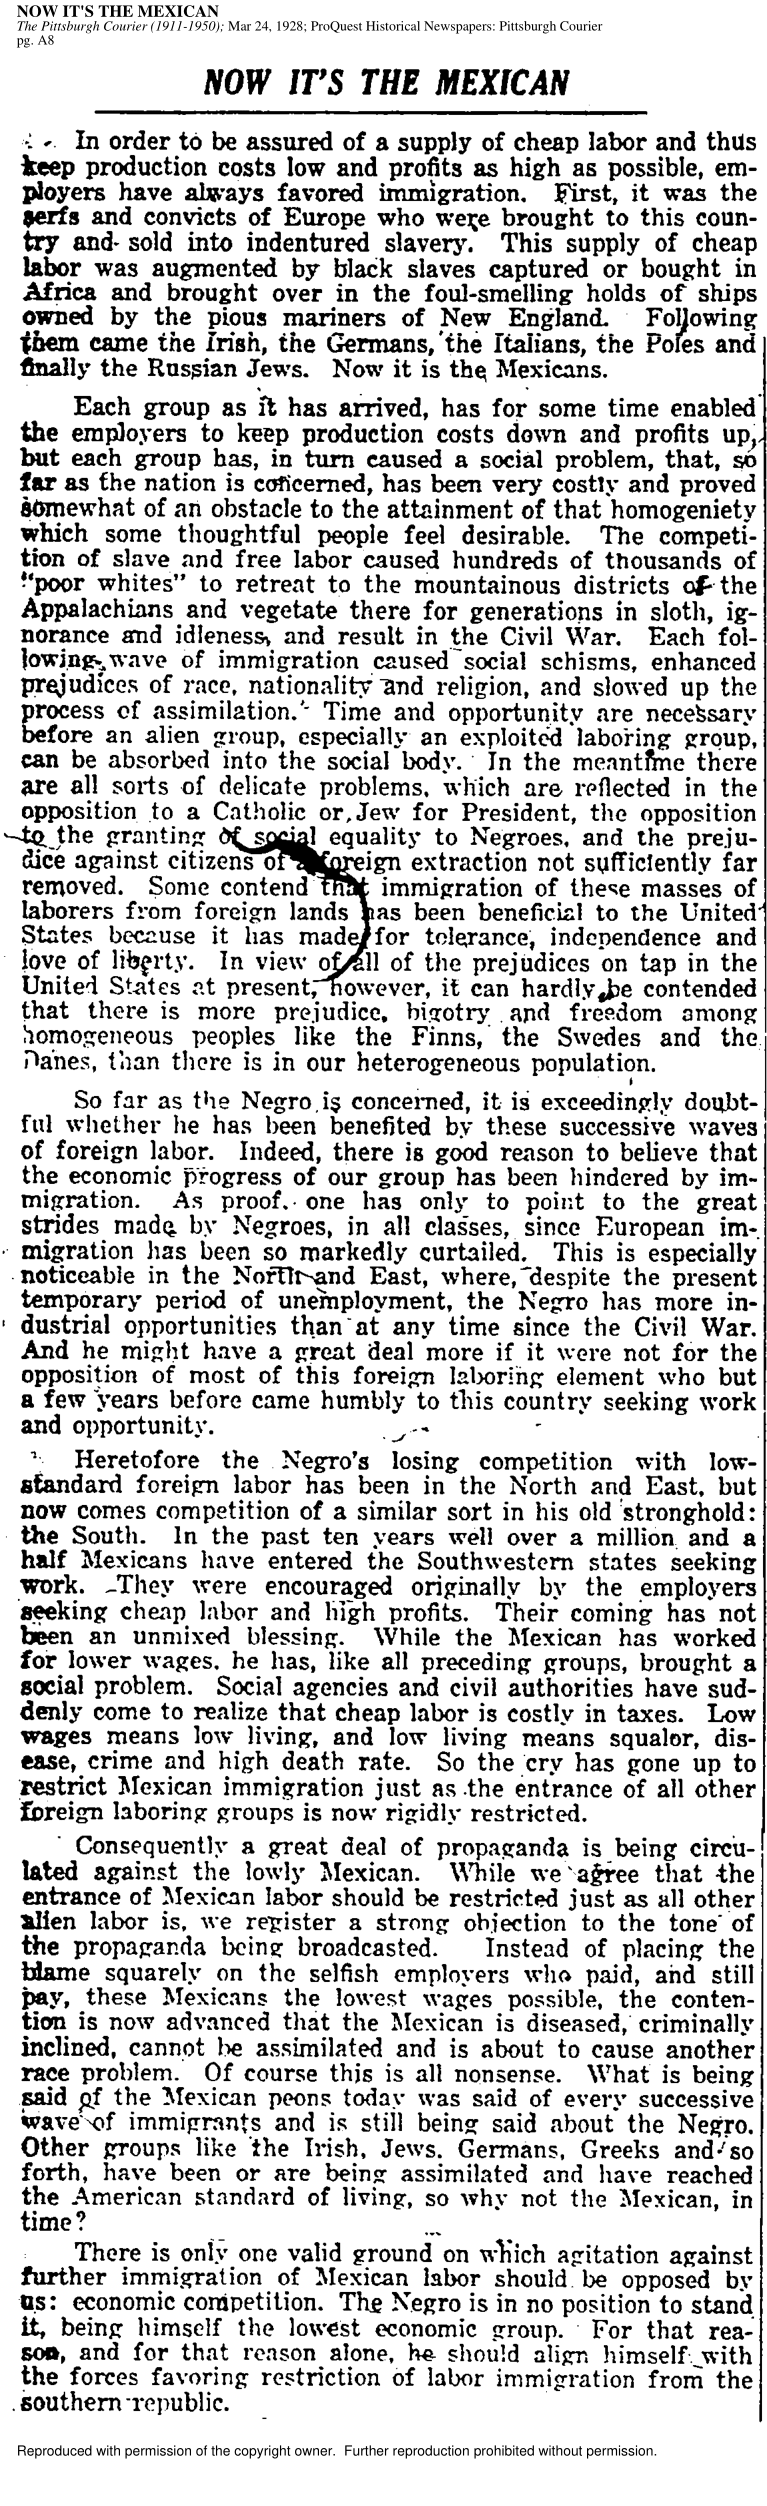 NOW IT'S THE MEXICAN
The Pittsburgh Courier (1911-1950); Mar 24, 1928; ProQuest Historical Newspapers: Pittsburgh Courier
pg. A8
NOW IT'S THE MEXICAN
In order to be assured of a supply of cheap labor and thus
keep production costs low and profits as high as possible, em-
ployers have always favored immigration. First, it was the
serfs and convicts of Europe who were brought to this coun-
try and sold into indentured slavery. This supply of cheap
labor was augmented by black slaves captured or bought in
Africa and brought over in the foul-smelling holds of ships
owned by the pious mariners of New England. Following
them came the Irish, the Germans, the Italians, the Poles and
finally the Russian Jews. Now it is the Mexicans.
Each group as it has arrived, has for some time enabled
the employers to keep production costs down and profits up,
but each group has, in turn caused a social problem, that, so
far as the nation is concerned, has been very costly and proved
somewhat of an obstacle to the attainment of that homogeniety
which some thoughtful people feel desirable. The competi-
tion of slave and free labor caused hundreds of thousands of
"poor whites" to retreat to the mountainous districts of the
Appalachians and vegetate there for generations in sloth, ig-
norance and idleness, and result in the Civil War. Each fol-
lowing wave of immigration caused social schisms, enhanced
prejudices of race, nationality and religion, and slowed up the
process of assimilation. Time and opportunity are necessary
before an alien group, especially an exploited laboring group,
can be absorbed into the social body. In the meantime there
are all sorts of delicate problems, which are reflected in the
opposition to a Catholic or Jew for President, the opposition
to the granting of social equality to Negroes, and the preju-
dice against citizens of foreign extraction not sufficiently far
removed. Some contend that immigration of these masses of
laborers from foreign lands has been beneficial to the United
States because it has made for tolerance, independence and
love of liberty. In view of all of the prejudices on tap in the
United States at present, however, it can hardly be contended
that there is more prejudice, bigotry and freedom among
homogeneous peoples like the Finns, the Swedes and the
Danes, than there is in our heterogeneous population.
So far as the Negro is concerned, it is exceedingly doubt-
ful whether he has been benefited by these successive waves
of foreign labor. Indeed, there is good reason to believe that
the economic progress of our group has been hindered by im-
migration. As proof, one has only to point to the great
strides made by Negroes, in all classes, since European im-
migration has been so markedly curtailed. This is especially
noticeable in the North and East, where, despite the present
temporary period of unemployment, the Negro has more in-
dustrial opportunities than at any time since the Civil War.
And he might have a great deal more if it were not for the
opposition of most of this foreign laboring element who but
a few years before came humbly to this country seeking work
and opportunity.
Heretofore the Negro's losing competition with low-
standard foreign labor has been in the North and East, but
now comes competition of a similar sort in his old stronghold:
the South. In the past ten years well over a million and a
half Mexicans have entered the Southwestern states seeking
work. They were encouraged originally by the employers
seeking cheap labor and high profits. Their coming has not
been an unmixed blessing. While the Mexican has worked
for lower wages, he has, like all preceding groups, brought a
social problem. Social agencies and civil authorities have sud-
denly come to realize that cheap labor is costly in taxes. Low
wages means low living, and low living means squalor, dis-
ease, crime and high death rate. So the cry has gone up to
restrict Mexican immigration just as the entrance of all other
foreign laboring groups is now rigidly restricted.
Consequently a great deal of propaganda is being circu-
lated against the lowly Mexican. While we agree that the
entrance of Mexican labor should be restricted just as all other
alien labor is, we register a strong objection to the tone of
the propaganda being broadcasted. Instead of placing the
blame squarely on the selfish employers who paid, and still
pay, these Mexicans the lowest wages possible, the conten-
tion is now advanced that the Mexican is diseased, criminally
inclined, cannot be assimilated and is about to cause another
race problem. Of course this is all nonsense. What is being
said of the Mexican peons today was said of every successive
wave of immigrants and is still being said about the Negro.
Other groups like the Irish, Jews, Germans, Greeks and so
forth, have been or are being assimilated and have reached
the American standard of living, so why not the Mexican, in
time?
There is only one valid ground on which agitation against
further immigration of Mexican labor should be opposed by
us: economic competition. The Negro is in no position to stand
it, being himself the lowest economic group. For that rea-
son, and for that reason alone, he should align himself with
the forces favoring restriction of labor immigration from the
southern republic.
Reproduced with permission of the copyright owner. Further reproduction prohibited without permission.